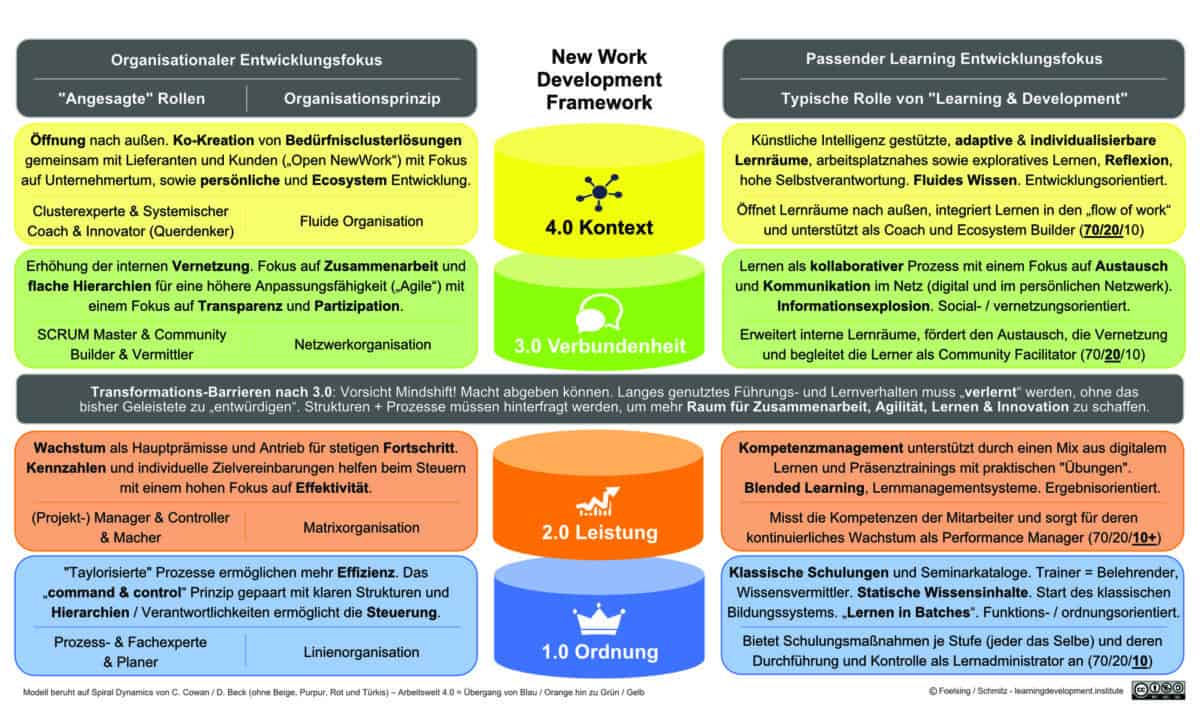 Organisationaler Entwicklungsfokus
"Angesagte" Rollen
Organisationsprinzip
New Work
Development
Framework
Passender Learning Entwicklungsfokus
Typische Rolle von "Learning & Development"
Öffnung nach außen. Ko-Kreation von Bedürfnisclusterlösungen
gemeinsam mit Lieferanten und Kunden („Open NewWork“) mit Fokus
auf Unternehmertum, sowie persönliche und Ecosystem Entwicklung.
Clusterexperte & Systemischer
Coach & Innovator (Querdenker)
Fluide Organisation
4.0 Kontext
Künstliche Intelligenz gestützte, adaptive & individualisierbare
Lernräume, arbeitsplatznahes sowie exploratives Lernen, Reflexion,
hohe Selbstverantwortung. Fluides Wissen. Entwicklungsorientiert.
Öffnet Lernräume nach außen, integriert Lernen in den „flow of work“
und unterstützt als Coach und Ecosystem Builder (70/20/10)
Erhöhung der internen Vernetzung. Fokus auf Zusammenarbeit und
flache Hierarchien für eine höhere Anpassungsfähigkeit („Agile“) mit
einem Fokus auf Transparenz und Partizipation.
SCRUM Master & Community
Builder & Vermittler
Netzwerkorganisation
3.0 Verbundenheit
Lernen als kollaborativer Prozess mit einem Fokus auf Austausch
und Kommunikation im Netz (digital und im persönlichen Netzwerk).
Informationsexplosion. Social- / vernetzungsorientiert.
Erweitert interne Lernräume, fördert den Austausch, die Vernetzung
und begleitet die Lerner als Community Facilitator (70/20/10)
Transformations-Barrieren nach 3.0: Vorsicht Mindshift! Macht abgeben können. Langes genutztes Führungs- und Lernverhalten muss „verlernt“ werden, ohne das
bisher Geleistete zu „entwürdigen“. Strukturen + Prozesse müssen hinterfragt werden, um mehr Raum für Zusammenarbeit, Agilität, Lernen & Innovation zu schaffen.
Wachstum als Hauptprämisse und Antrieb für stetigen Fortschritt.
Kennzahlen und individuelle Zielvereinbarungen helfen beim Steuern
mit einem hohen Fokus auf Effektivität.
(Projekt-) Manager & Controller
& Macher
Matrixorganisation
2.0 Leistung
Kompetenzmanagement unterstützt durch einen Mix aus digitalem
Lernen und Präsenztrainings mit praktischen "Übungen".
Blended Learning, Lernmanagementsysteme. Ergebnisorientiert.
Misst die Kompetenzen der Mitarbeiter und sorgt für deren
kontinuierliches Wachstum als Performance Manager (70/20/10+)
"Taylorisierte" Prozesse ermöglichen mehr Effizienz. Das
„command & control“ Prinzip gepaart mit klaren Strukturen und
Hierarchien / Verantwortlichkeiten ermöglicht die Steuerung.
Prozess- & Fachexperte
& Planer
Linienorganisation
1.0 Ordnung
Klassische Schulungen und Seminarkataloge. Trainer = Belehrender,
Wissensvermittler. Statische Wissensinhalte. Start des klassischen
Bildungssystems. „Lernen in Batches“. Funktions- / ordnungsorientiert.
Bietet Schulungsmaßnahmen je Stufe (jeder das Selbe) und deren
Durchführung und Kontrolle als Lernadministrator an (70/20/10)
Modell beruht auf Spiral Dynamics von C. Cowan / D. Beck (ohne Beige, Purpur, Rot und Türkis) – Arbeitswelt 4.0 = Übergang von Blau / Orange hin zu Grün / Gelb
© Foelsing / Schmitz - learningdevelopment.institute